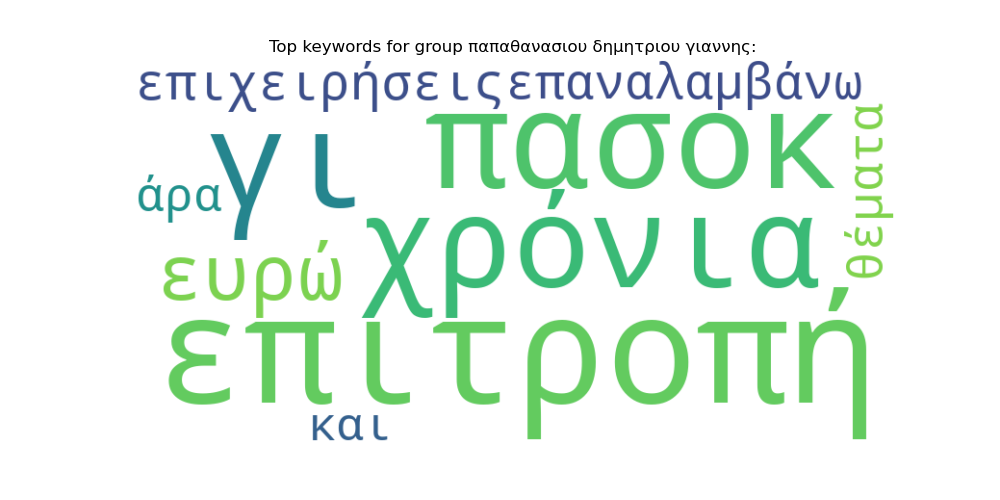 Top keywords for group παπαθανασιου δημητριου γιαννης:
επιχειρήσεις επαναλαμβάνω
γι πασοκ
άρα
θέματα
χρόνια
ευρώ
επιτροπή
και